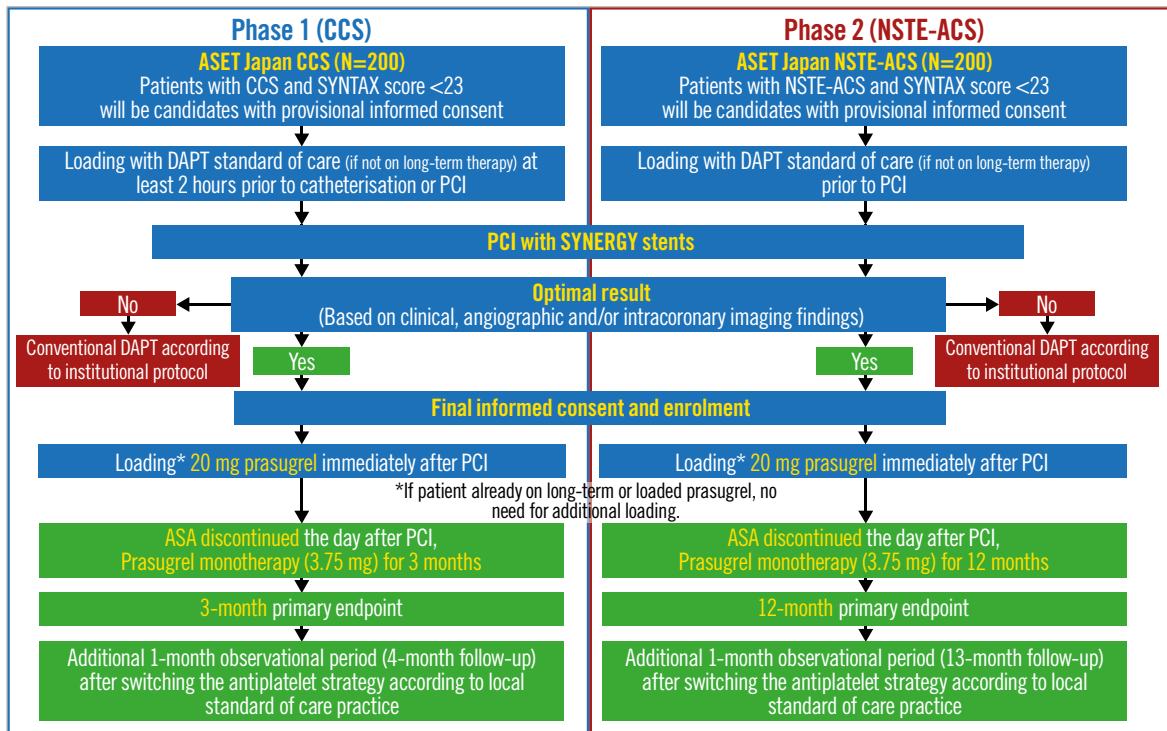 Phase 1 (CCS)
ASET Japan CCS (N=200)
Patients with CCS and SYNTAX score <23
will be candidates with provisional informed consent
Loading with DAPT standard of care (if not on long-term therapy) at
least 2 hours prior to catheterisation or PCI
Phase 2 (NSTE-ACS)
ASET Japan NSTE-ACS (N=200)
Patients with NSTE-ACS and SYNTAX score <23
will be candidates with provisional informed consent
Loading with DAPT standard of care (if not on long-term therapy)
prior to PCI
PCI with SYNERGY stents
Optimal result
(Based on clinical, angiographic and/or intracoronary imaging findings)
No
Conventional DAPT according
to institutional protocol
Yes
Yes
No
Conventional DAPT according
to institutional protocol
Final informed consent and enrolment
Loading* 20 mg prasugrel immediately after PCI
Loading* 20 mg prasugrel immediately after PCI
*If patient already on long-term or loaded prasugrel, no
need for additional loading.
ASA discontinued the day after PCI,
Prasugrel monotherapy (3.75 mg) for 3 months
3-month primary endpoint
Additional 1-month observational period (4-month follow-up)
after switching the antiplatelet strategy according to local
standard of care practice
ASA discontinued the day after PCI,
Prasugrel monotherapy (3.75 mg) for 12 months
12-month primary endpoint
Additional 1-month observational period (13-month follow-up)
after switching the antiplatelet strategy according to local
standard of care practice